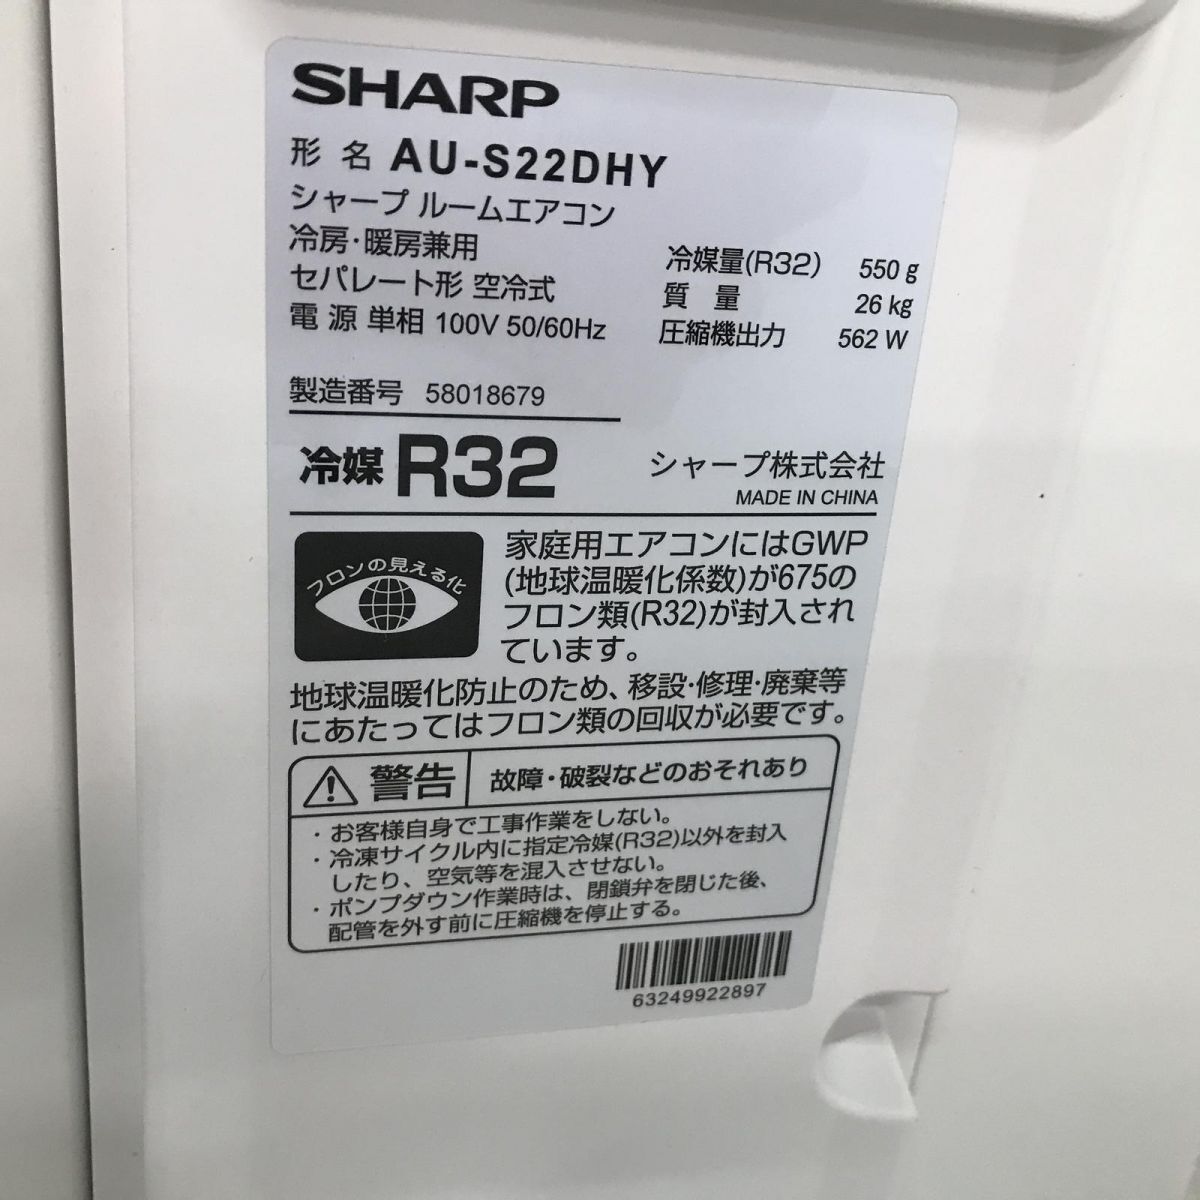 SHARP
形 名 AU-S22DHY
シャープ ルームエアコン
冷房・暖房兼用
セパレート形 空冷式
電 源 単相 100V 50/60Hz
冷媒量(R32) 550 g
質 量 26 kg
圧縮機出力 562 W
製造番号 58018679
冷媒 R32
シャープ株式会社
MADE IN CHINA
フロンの見える化
家庭用エアコンにはGWP
(地球温暖化係数)が675の
フロン類(R32)が封入され
ています。
地球温暖化防止のため、移設・修理・廃棄等
にあたってはフロン類の回収が必要です。
警告 故障・破裂などのおそれあり
・お客様自身で工事作業をしない。
・冷凍サイクル内に指定冷媒(R32)以外を封入
したり、空気等を混入させない。
・ポンプダウン作業時は、閉鎖弁を閉じた後、
配管を外す前に圧縮機を停止する。
63249922897